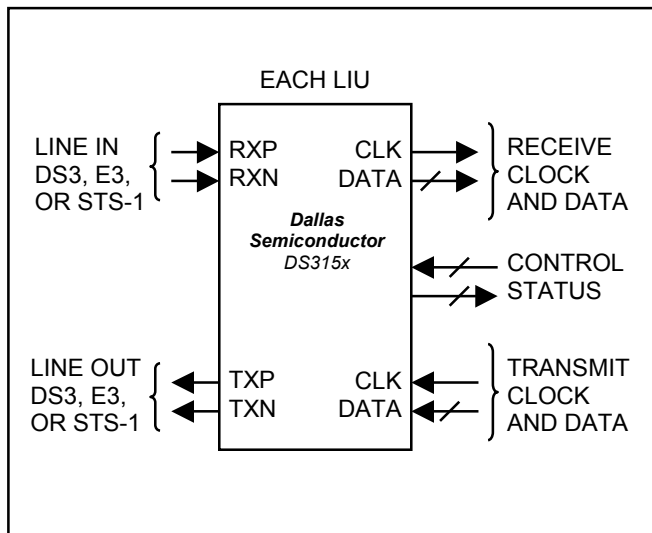 EACH LIU
LINE IN
DS3, E3,
OR STS-1
RXP
RXN
CLK
DATA
RECEIVE
CLOCK
AND DATA
Dallas
Semiconductor
DS315x
CONTROL
STATUS
LINE OUT
DS3, E3,
OR STS-1
TXP
TXN
CLK
DATA
TRANSMIT
CLOCK
AND DATA